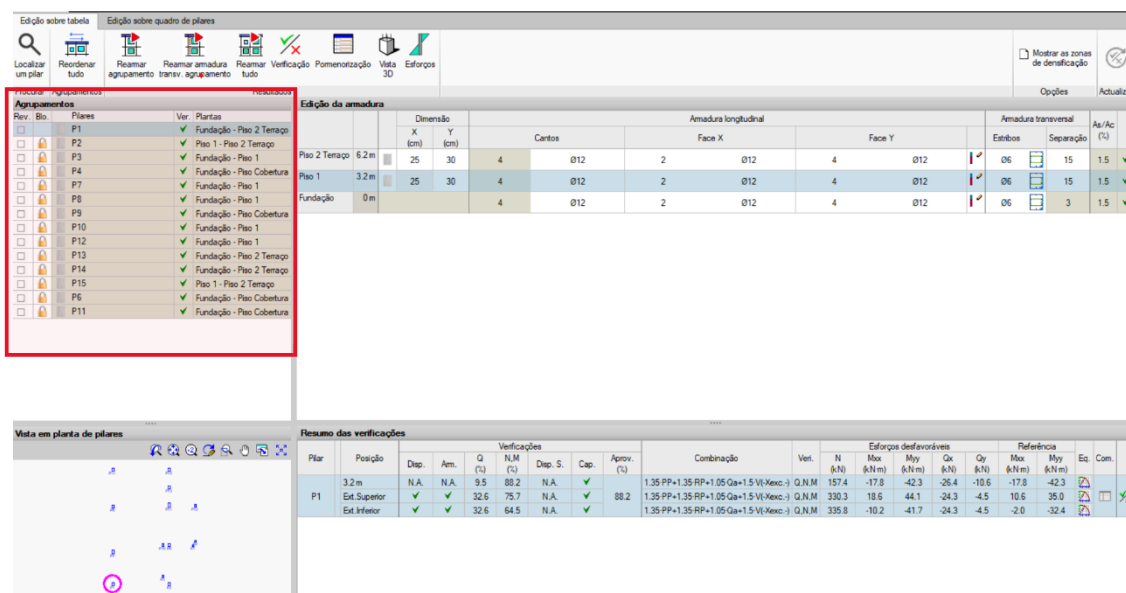 Edição sobre tabela Edição sobre quadro de pilares
Localizar um pilar
Reordenar tudo
Rearmar agrupamento
Rearmar armadura transv. agrupamento
Rearmar tudo
Verificação
Pormenorização
Vista 3D
Esforços
Mostrar as zonas de densificação
Procurar Agrupamentos Resultados Opções
Agrupamentos
Rev. Blo. Pilares Ver. Plantas
P1 Fundação - Piso 2 Terraço
P2 Piso 1 - Piso 2 Terraço
P3 Fundação - Piso 1
P4 Fundação - Piso Cobertura
P7 Fundação - Piso 1
P8 Fundação - Piso 1
P9 Fundação - Piso Cobertura
P10 Fundação - Piso 1
P12 Fundação - Piso 1
P13 Fundação - Piso 2 Terraço
P14 Fundação - Piso 2 Terraço
P15 Piso 1 - Piso 2 Terraço
P6 Fundação - Piso Cobertura
P11 Fundação - Piso Cobertura
Edição da armadura
Dimensão Armadura longitudinal Armadura transversal As/Ac (%)
X (cm) Y (cm) Cantos Face X Face Y Estribos Separação
Piso 2 Terraço 6.2 m 25 30 4 Ø12 2 Ø12 4 Ø12 Ø6 15 1.5
Piso 1 3.2 m 25 30 4 Ø12 2 Ø12 4 Ø12 Ø6 15 1.5
Fundação 0 m 4 Ø12 2 Ø12 4 Ø12 Ø6 3 1.5
Vista em planta de pilares
Resumo das verificações
Verificações Esforços desfavoráveis Referência
Pilar Posição Disp. Arm. Q (%) N,M (%) Disp. S. Cap. Aprov. (%) Combinação Veri. N (kN) Mxx (kN·m) Myy (kN·m) Qx (kN) Qy (kN) Mxx (kN·m) Myy (kN·m) Eq. Com.
3.2 m N.A. N.A. 9.5 88.2 N.A. 1.35·PP+1.35·RP+1.05·Qa+1.5·V(-Xexc.-) Q,N,M 157.4 -17.8 -42.3 -26.4 -10.6 -17.8 -42.3
P1 Ext.Superior 32.6 75.7 N.A. 88.2 1.35·PP+1.35·RP+1.05·Qa+1.5·V(-Xexc.-) Q,N,M 330.3 18.6 44.1 -24.3 -4.5 10.6 35.0
Ext.Inferior 32.6 64.5 N.A. 1.35·PP+1.35·RP+1.05·Qa+1.5·V(-Xexc.-) Q,N,M 335.8 -10.2 -41.7 -24.3 -4.5 -2.0 -32.4